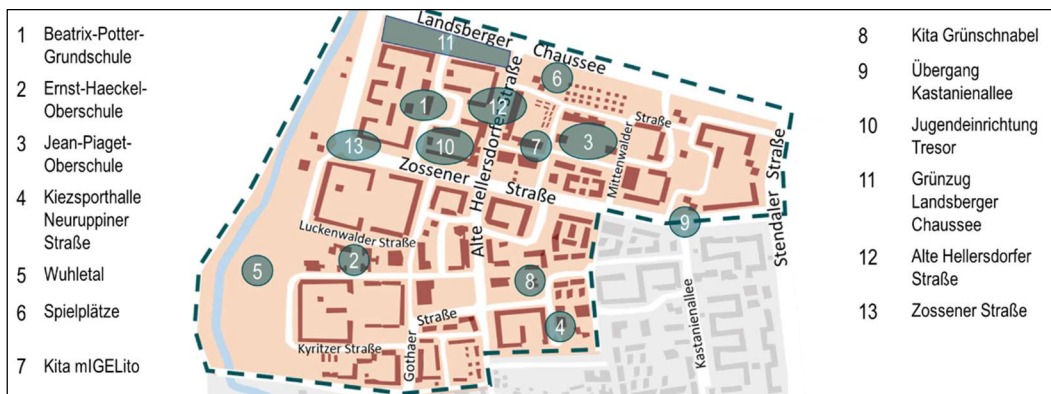 1 Beatrix-Potter-
Grundschule
2 Ernst-Haeckel-
Oberschule
3 Jean-Piaget-
Oberschule
4 Kiezsporthalle
Neuruppiner
Straße
5 Wuhletal
6 Spielplätze
7 Kita mIGELito
Landsberger
Chaussee
11
6
1
12
Straße
13
10
7
3
Mittenwalder
Straße
Zossener
Straße
Alte Hellersdorfer
9
Stendaler Straße
Luckenwalder Straße
2
5
8
4
Straße
Gothaer
Kyritzer Straße
Kastanienallee
8 Kita Grünschnabel
9 Übergang
Kastanienallee
10 Jugendeinrichtung
Tresor
11 Grünzug
Landsberger
Chaussee
12 Alte Hellersdorfer
Straße
13 Zossener Straße